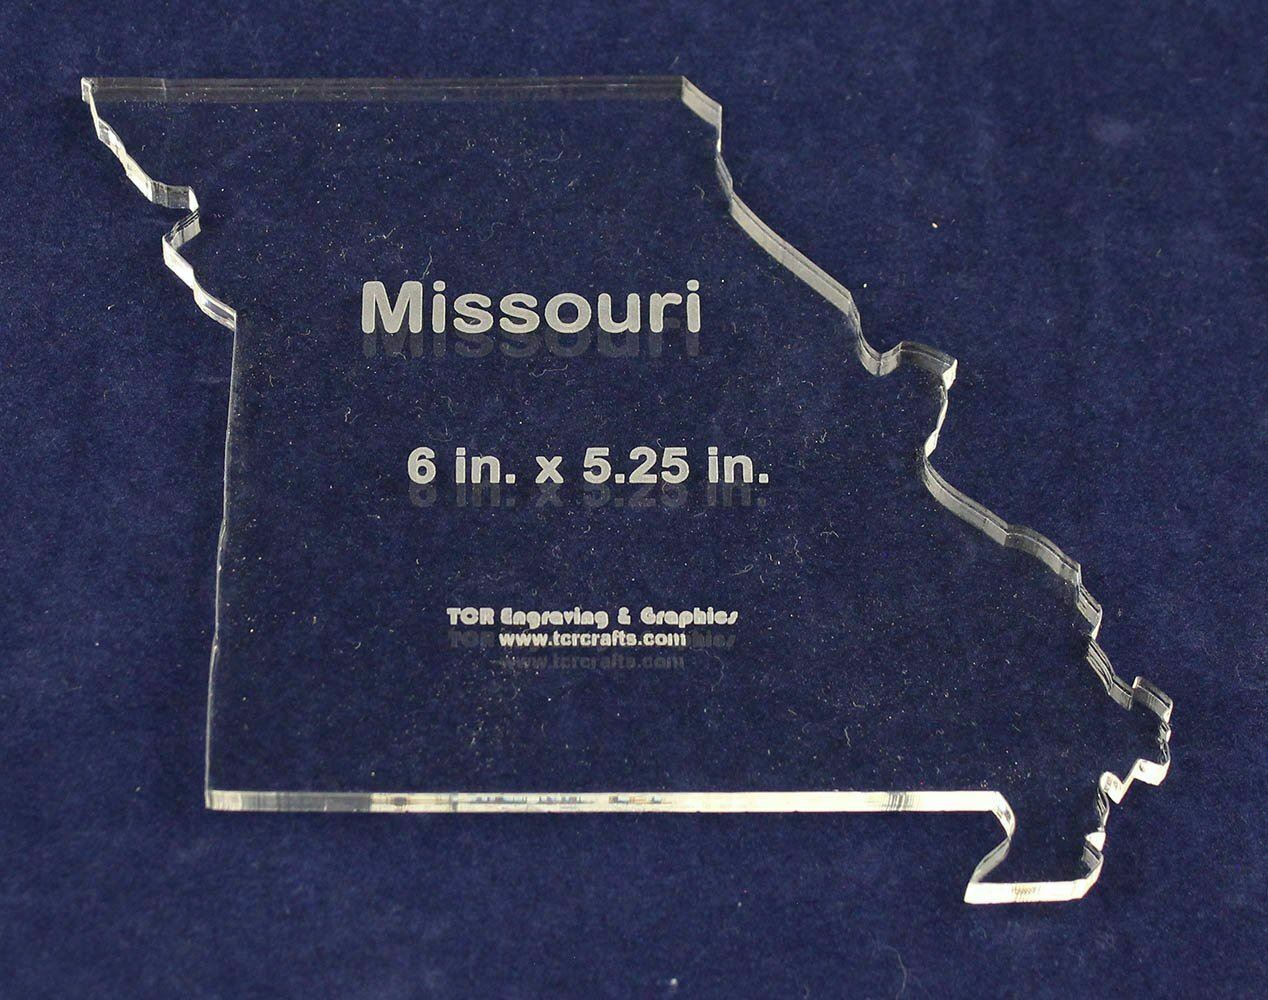 Missouri
6 in. x 5.25 in.
TCR Engraving & Graphics
www.tcrcrafts.com